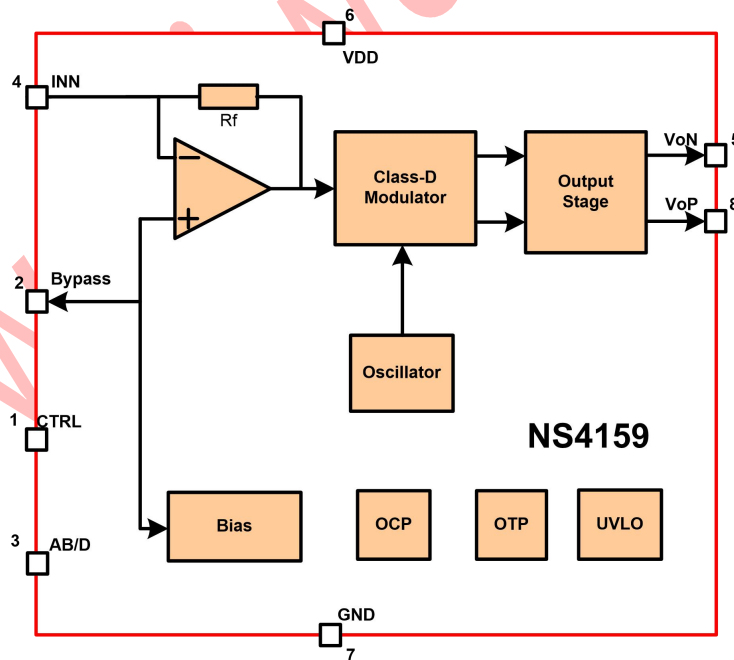 6
VDD
4 INN
Rf
Class-D
Modulator
Output
Stage
VoN
5
VoP
8
2 Bypass
Oscillator
1 CTRL
NS4159
3 AB/D
Bias
OCP
OTP
UVLO
GND
7